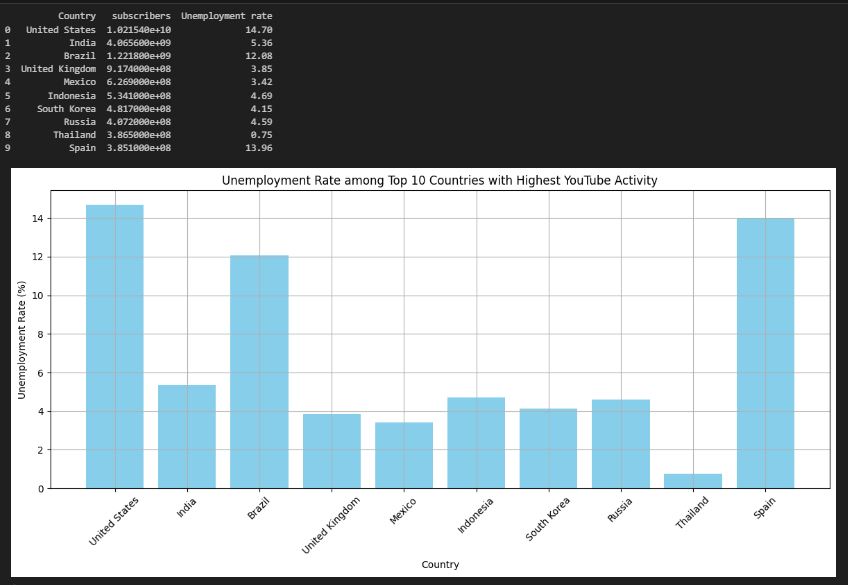 Country subscribers Unemployment rate
0 United States 1.021540e+10 14.70
1 India 4.065600e+09 5.36
2 Brazil 1.221800e+09 12.08
3 United Kingdom 9.174000e+08 3.85
4 Mexico 6.269000e+08 3.42
5 Indonesia 5.341000e+08 4.69
6 South Korea 4.817000e+08 4.15
7 Russia 4.072000e+08 4.59
8 Thailand 3.865000e+08 0.75
9 Spain 3.851000e+08 13.96
Unemployment Rate among Top 10 Countries with Highest YouTube Activity
Unemployment Rate (%)
14
12
10
8
6
4
2
0
United States
India
Brazil
United Kingdom
Mexico
Indonesia
South Korea
Russia
Thailand
Spain
Country